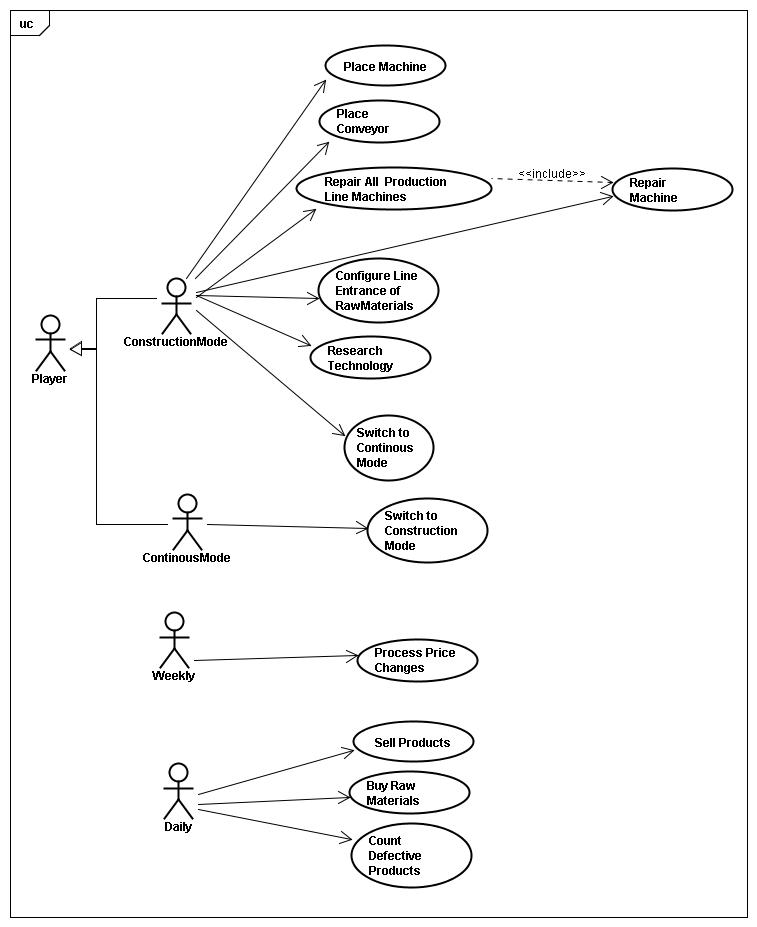 uc
Place Machine
Place
Conveyor
Repair All Production
Line Machines
<<include>>
Repair
Machine
Configure Line
Entrance of
RawMaterials
ConstructionMode
Research
Technology
Player
Switch to
Continous
Mode
Switch to
Construction
Mode
ContinousMode
Process Price
Changes
Weekly
Sell Products
Buy Raw
Materials
Daily
Count
Defective
Products